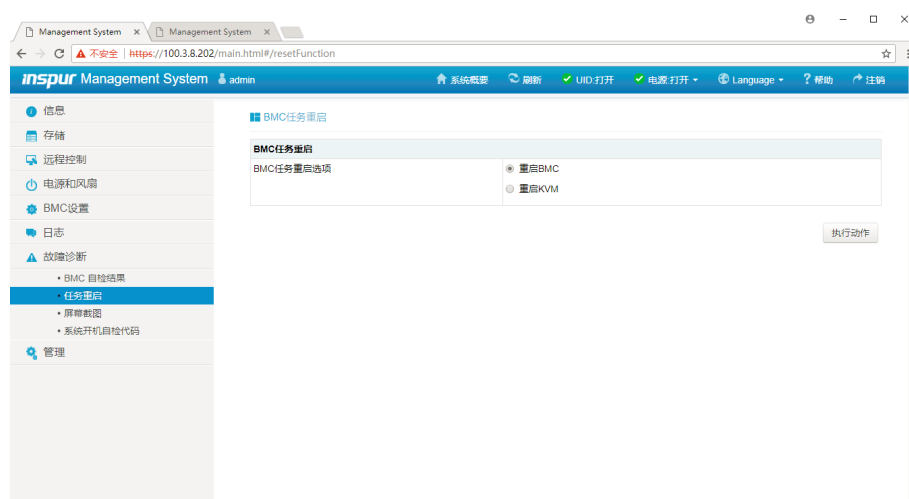 Management System
Management System
不安全 | https://100.3.8.202/main.html#/resetFunction
inspur Management System admin 系统概要 刷新 UID:打开 电源:打开 Language 帮助 注销
信息
存储
远程控制
电源和风扇
BMC设置
日志
故障诊断
• BMC 自检结果
• 任务重启
• 屏幕截图
• 系统开机自检代码
管理
BMC任务重启
BMC任务重启
BMC任务重启选项
重启BMC
重启KVM
执行动作